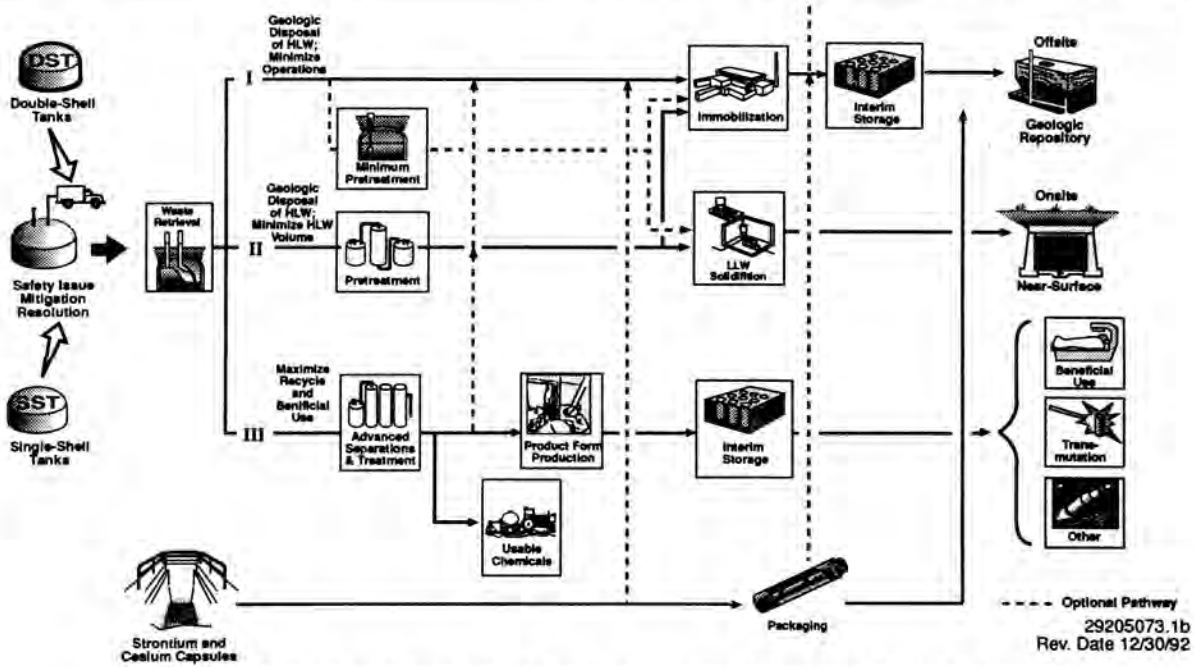 DST
Double-Shell
Tanks
Safety Issue
Mitigation
Resolution
SST
Single-Shell
Tanks
Waste
Retrieval
Geologic
Disposal
of HLW;
Minimize
Operations
I
Minimum
Pretreatment
Geologic
Disposal
of HLW;
Minimize HLW
Volume
II
Pretreatment
Maximize
Recycle
and
Benificial
Use
III
Advanced
Separations
& Treatment
Product Form
Production
Usable
Chemicals
Immobilization
Interim
Storage
Offsite
Geologic
Repository
LLW
Solidifition
Onsite
Near-Surface
Interim
Storage
Beneficial
Use
Trans-
mutation
Other
Strontium and
Cesium Capsules
Packaging
Optional Pathway
29205073.1b
Rev. Date 12/30/92